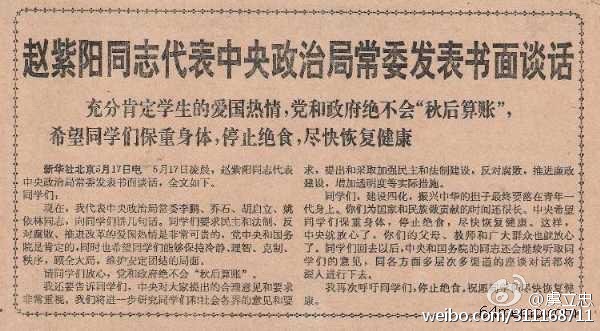 赵紫阳同志代表中央政治局常委发表书面谈话
充分肯定学生的爱国热情,党和政府绝不会“秋后算账”,
希望同学们保重身体,停止绝食,尽快恢复健康
新华社北京5月17日电 5月17日凌晨,赵紫阳同志代表
中央政治局常委发表书面谈话,全文如下。
同学们:
现在,我代表中央政治局常委李鹏、乔石、胡启立、姚
依林同志,向同学们讲几句话。同学们要求民主和法制、反
对腐败、推进改革的爱国热情是非常可贵的,党中央和国务
院是肯定的,同时也希望同学们能够保持冷静、理智、克制、
秩序,顾全大局,维护安定团结的局面。
请同学们放心,党和政府绝不会“秋后算账”。
我还要告诉同学们,中央对大家提出的合理意见和要求
非常重视,我们将进一步研究同学们和社会各界的意见和要
求,提出和采取加强民主和法制建设、反对腐败、推进廉政
建设、增加透明度等实际措施。
同学们,建设四化,振兴中华的担子最终要落在青年一
代人身上。你们为国家和民族做贡献的时间还很长。中央希望
同学们保重身体,停止绝食,尽快恢复健康。这样,
中央就放心了,你们的父母、教师和广大群众也就放心
了。同学们回去以后,中央和国务院的同志还会继续听取同
学们的意见,同各方面多层次多渠道的座谈对话都将
深入进行下去。
我再次呼吁同学们,停止绝食,祝愿同学们尽快恢复健
康。
@寓立忠
weibo.com/311168711